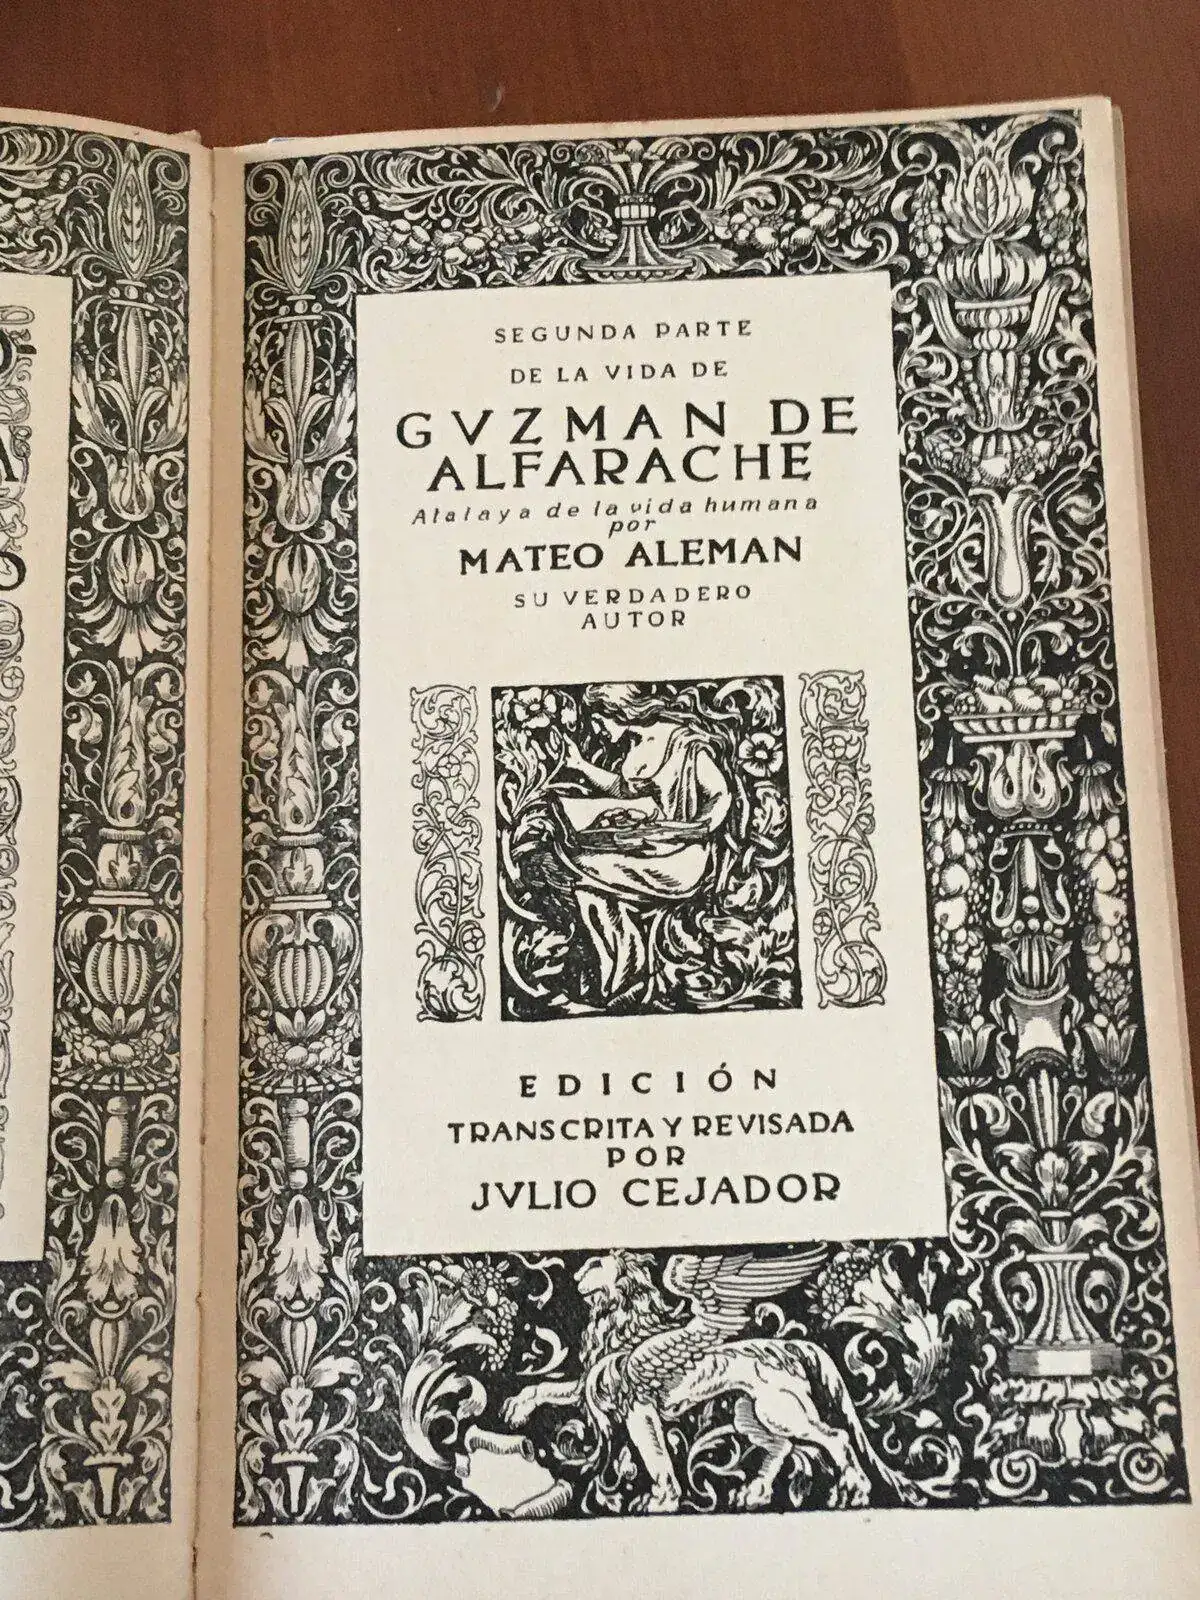 SEGUNDA PARTE
DE LA VIDA DE
GVZMAN DE
ALFARACHE
Atalaya de la vida humana
por
MATEO ALEMAN
SU VERDADERO
AUTOR
EDICIÓN
TRANSCRITA Y REVISADA
POR
JVLIO CEJADOR